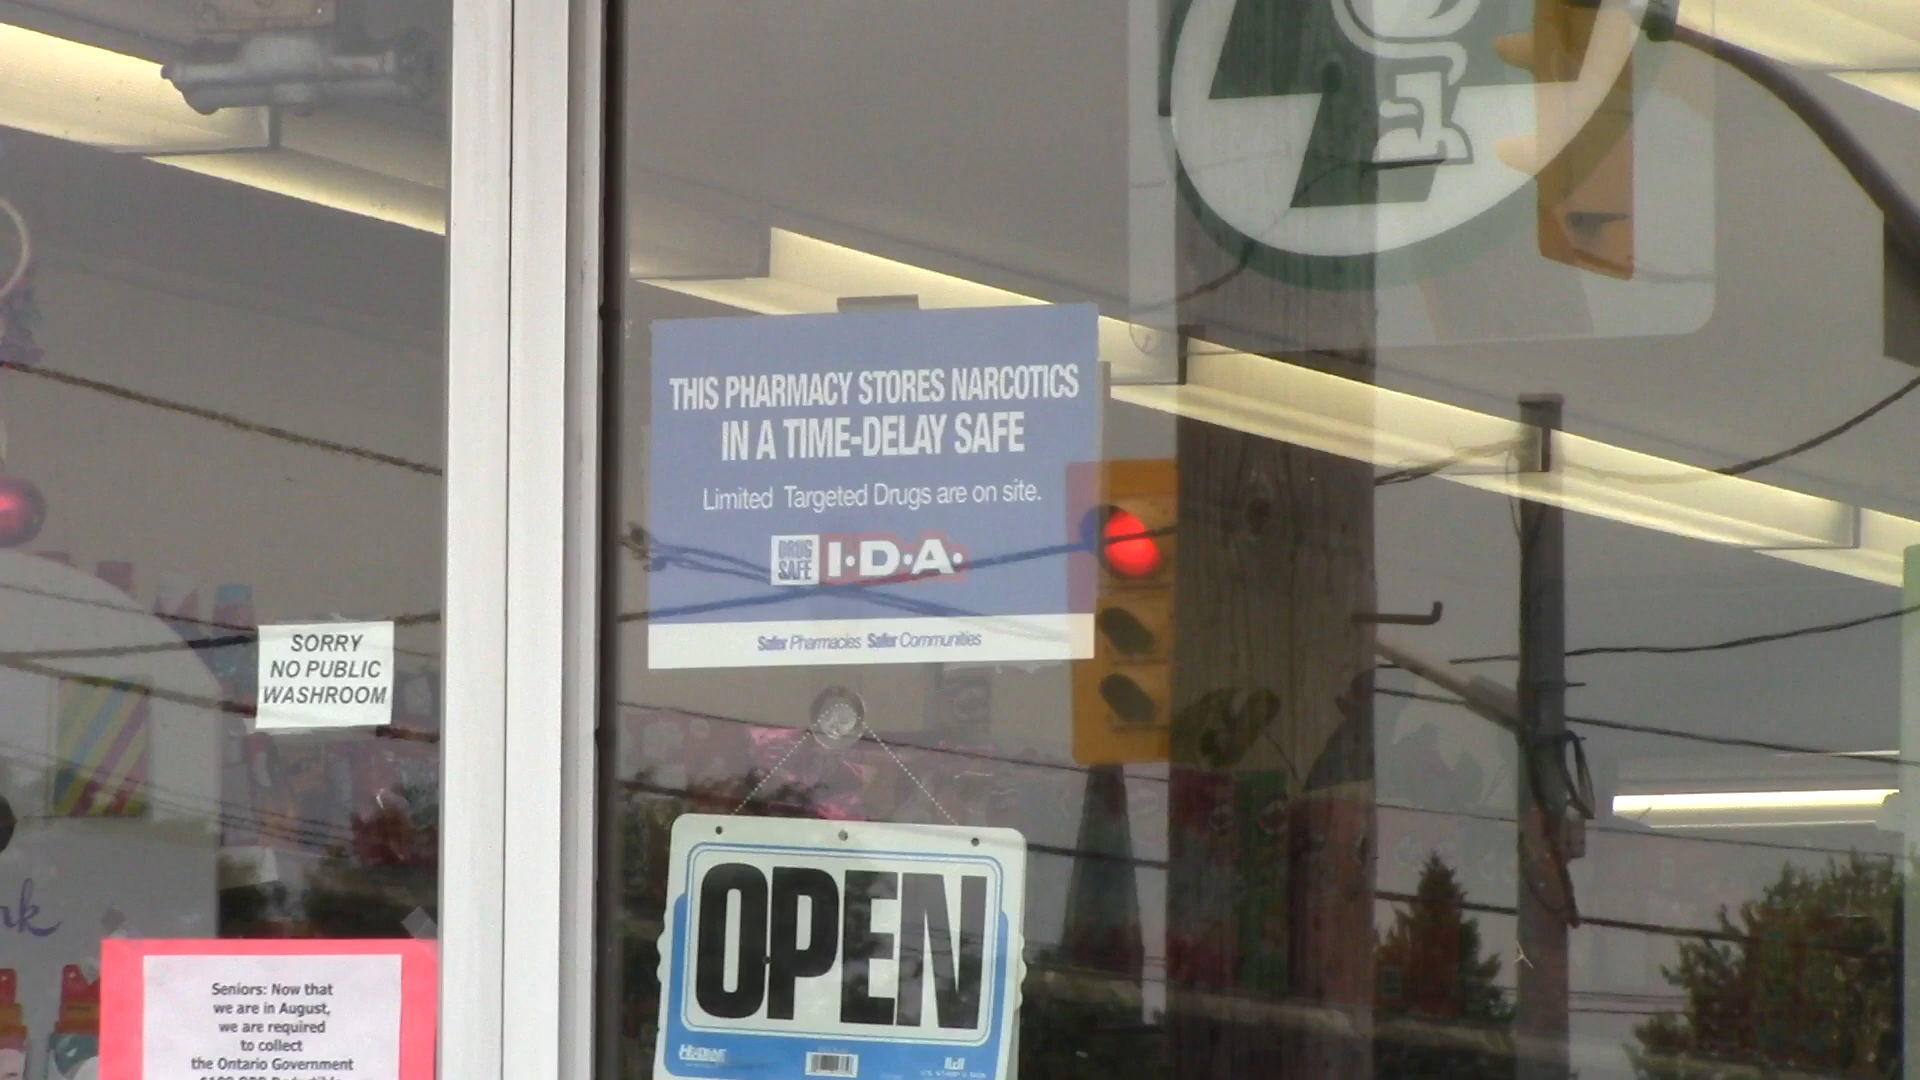 THIS PHARMACY STORES NARCOTICS
IN A TIME-DELAY SAFE
Limited Targeted Drugs are on site.
DRUG
SAFE
I·D·A·
Safer Pharmacies Safer Communities
SORRY
NO PUBLIC
WASHROOM
OPEN
rk
Seniors: Now that
we are in August,
we are required
to collect
the Ontario Government